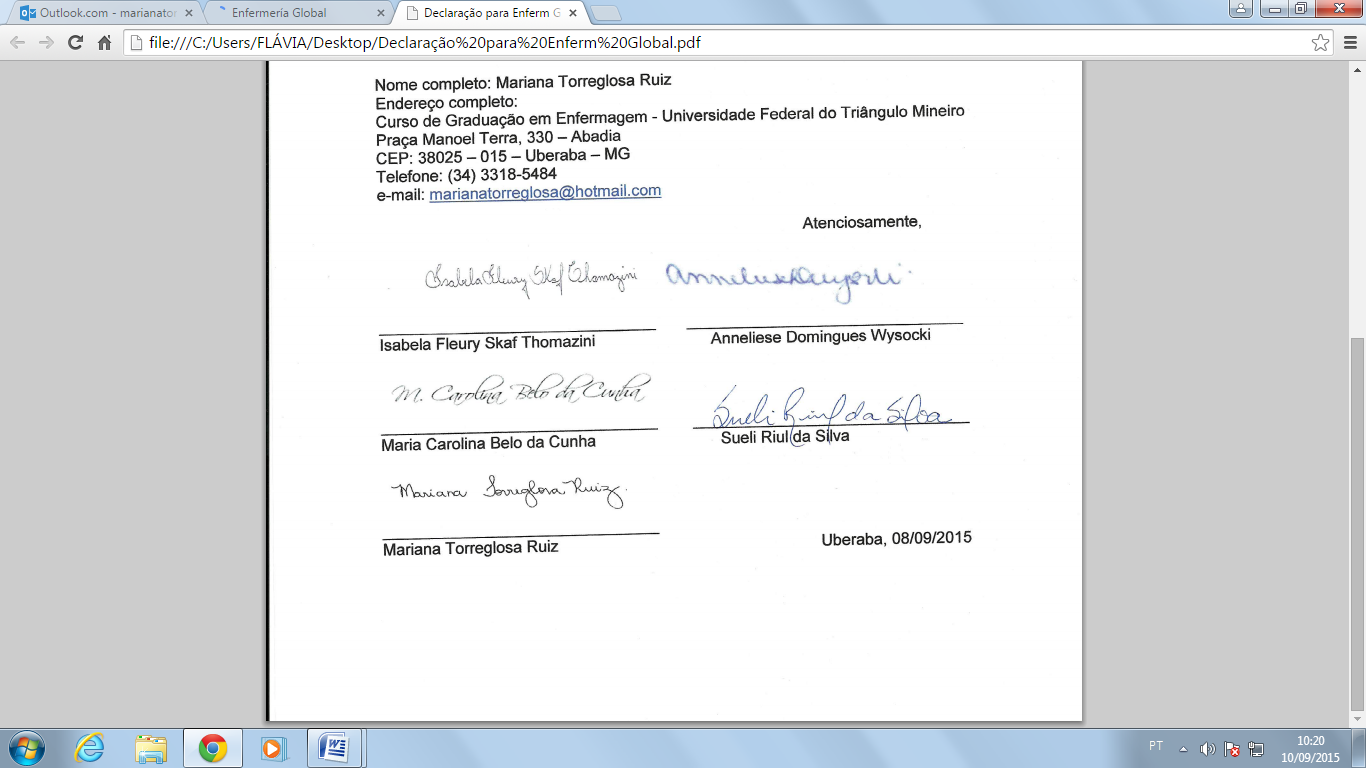 Outlook.com - marianator
Enfermería Global
Declaração para Enferm G
file:///C:/Users/FLÁVIA/Desktop/Declaração%20para%20Enferm%20Global.pdf
Nome completo: Mariana Torreglosa Ruiz
Endereço completo:
Curso de Graduação em Enfermagem - Universidade Federal do Triângulo Mineiro
Praça Manoel Terra, 330 – Abadia
CEP: 38025 – 015 – Uberaba – MG
Telefone: (34) 3318-5484
e-mail: marianatorreglosa@hotmail.com
Atenciosamente,
Isabela Fleury Skaf Thomazini
Isabela Fleury Skaf Thomazini
Anneliese Domingues Wysocki
M. Carolina Belo da Cunha
Sueli Riul da Silva
Maria Carolina Belo da Cunha
Sueli Riul da Silva
Mariana Torreglosa Ruiz
Mariana Torreglosa Ruiz
Uberaba, 08/09/2015
PT
10:20
10/09/2015